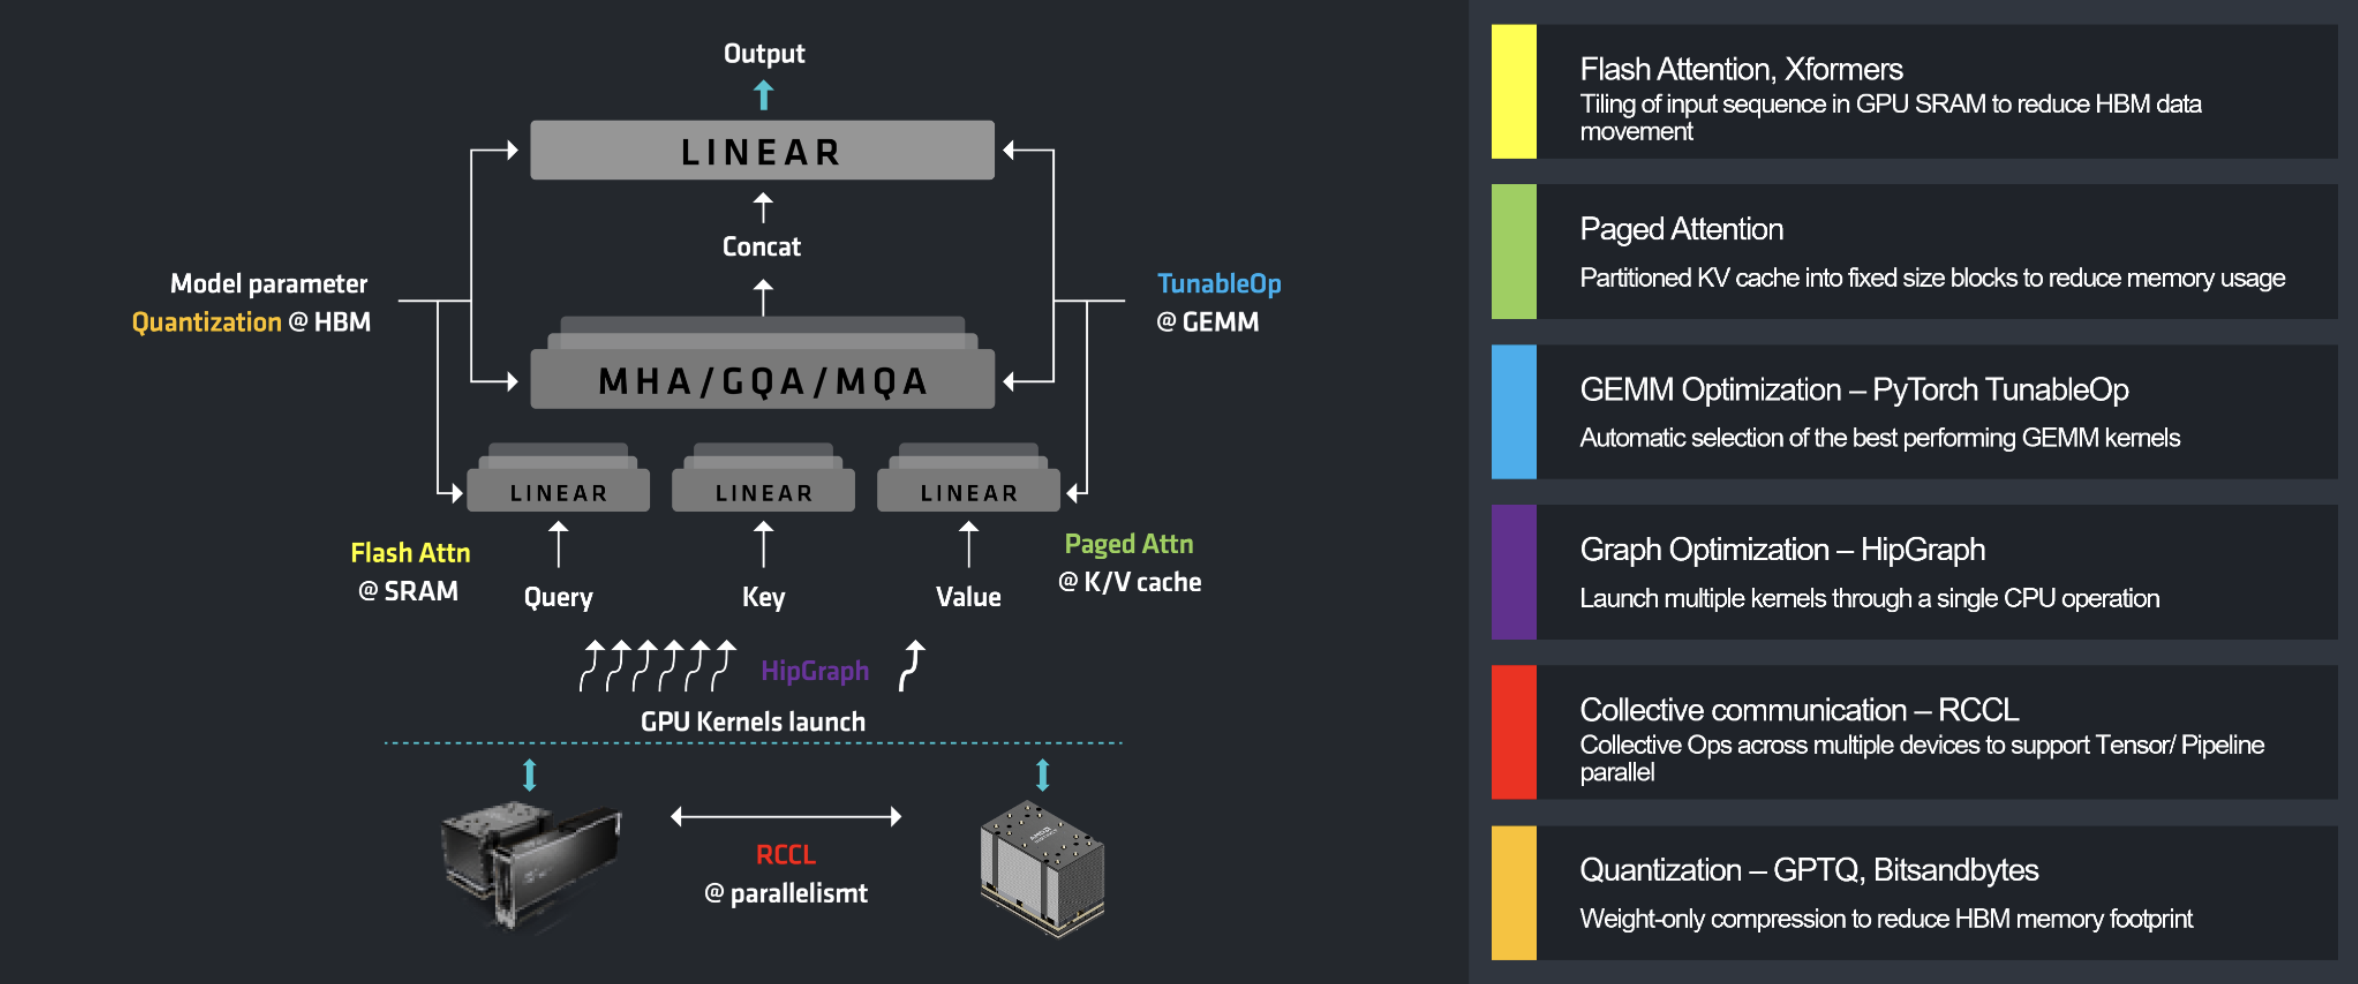 Output
LINEAR
Concat
Model parameter
Quantization @ HBM
TunableOp
@ GEMM
MHA/GQA/MQA
LINEAR
LINEAR
LINEAR
Flash Attn
@ SRAM
Query
Key
Value
Paged Attn
@ K/V cache
HipGraph
GPU Kernels launch
RCCL
@ parallelismt
AMD
Flash Attention, Xformers
Tiling of input sequence in GPU SRAM to reduce HBM data
movement
Paged Attention
Partitioned KV cache into fixed size blocks to reduce memory usage
GEMM Optimization – PyTorch TunableOp
Automatic selection of the best performing GEMM kernels
Graph Optimization – HipGraph
Launch multiple kernels through a single CPU operation
Collective communication – RCCL
Collective Ops across multiple devices to support Tensor/ Pipeline
parallel
Quantization – GPTQ, Bitsandbytes
Weight-only compression to reduce HBM memory footprint